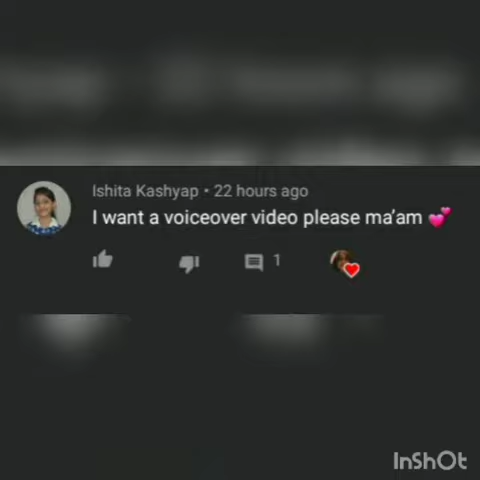 Ishita Kashyap • 22 hours ago
I want a voiceover video please ma'am 💕
1
InShOt